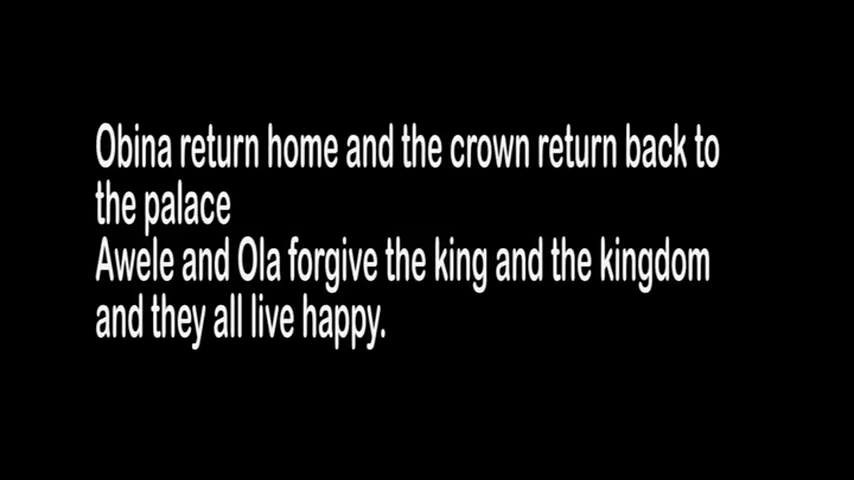 Obina return home and the crown return back to
the palace
Awele and Ola forgive the king and the kingdom
and they all live happy.